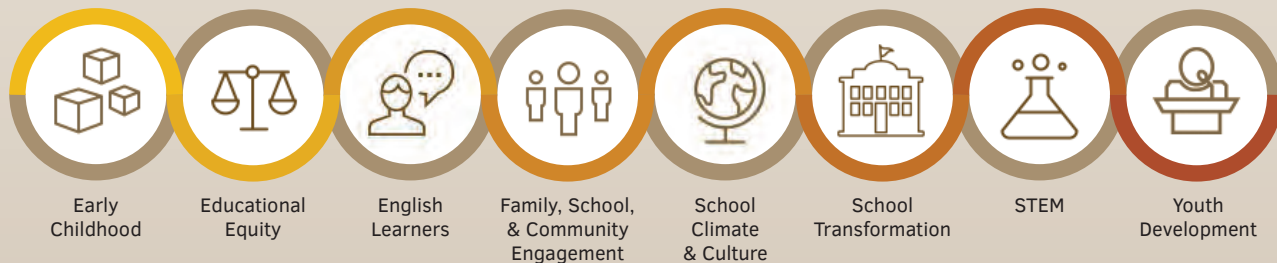 Early
Childhood
Educational
Equity
English
Learners
Family, School,
& Community
Engagement
School
Climate
& Culture
School
Transformation
STEM
Youth
Development